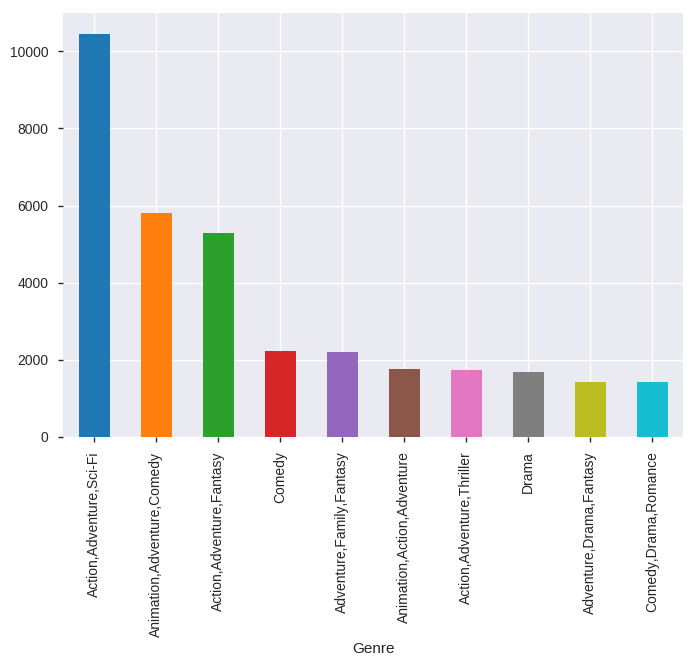 10000
8000
6000
4000
2000
0
Action,Adventure,Sci-Fi
Animation,Adventure,Comedy
Action,Adventure,Fantasy
Comedy
Adventure,Family,Fantasy
Animation,Action,Adventure
Action,Adventure,Thriller
Drama
Adventure,Drama,Fantasy
Comedy,Drama,Romance
Genre